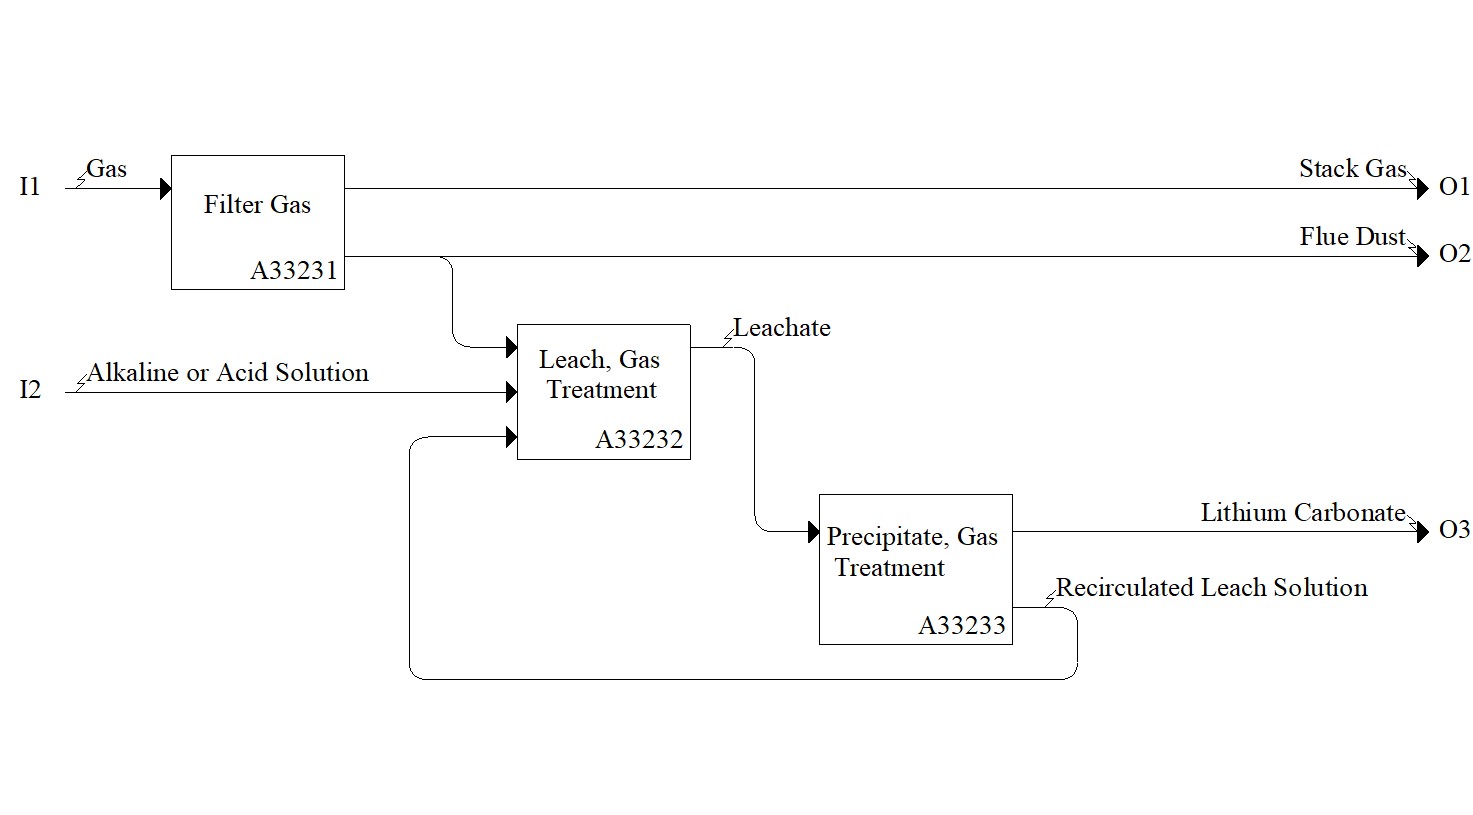 Gas
Stack Gas
I1
O1
Filter Gas
Flue Dust
O2
A33231
Leachate
Leach, Gas
Treatment
Alkaline or Acid Solution
I2
A33232
Lithium Carbonate
O3
Precipitate, Gas
Treatment
Recirculated Leach Solution
A33233